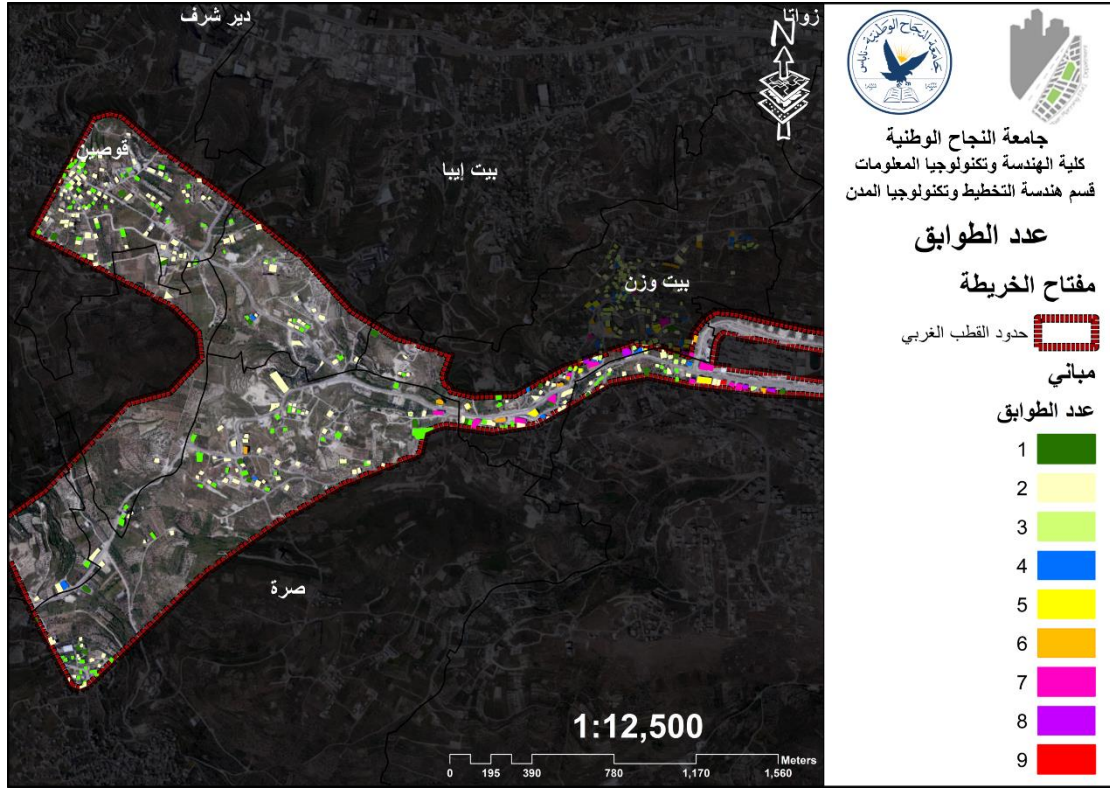 دير شرف
زواتا
N
قوصين
بيت إيبا
بيت وزن
صرة
1:12,500
Meters
0 195 390 780 1,170 1,560
جامعة النجاح الوطنية
كلية الهندسة وتكنولوجيا المعلومات
قسم هندسة التخطيط وتكنولوجيا المدن
عدد الطوابق
مفتاح الخريطة
حدود القطب الغربي
مباني
عدد الطوابق
1
2
3
4
5
6
7
8
9